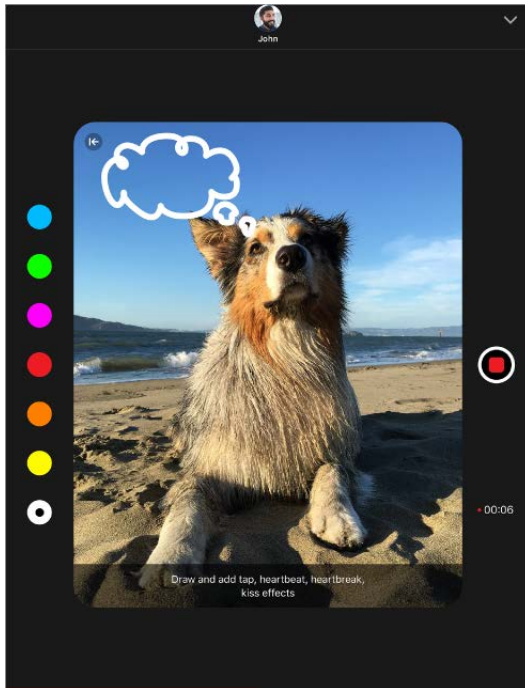 John
00:06
Draw and add tap, heartbeat, heartbreak,
kiss effects